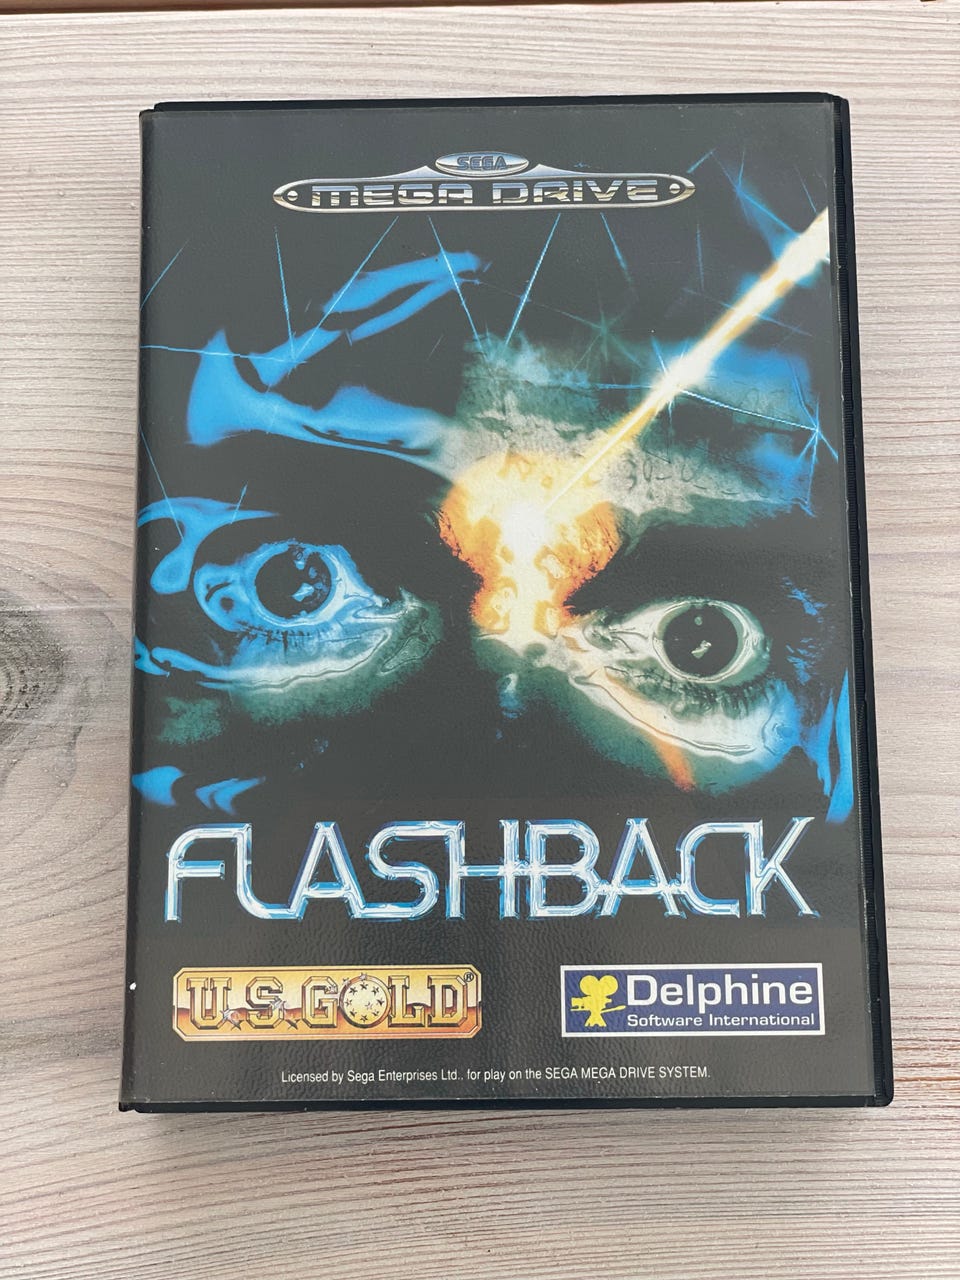 SEGA
MEGA DRIVE
FLASHBACK
U.S. GOLD®
Delphine
Software International
Licensed by Sega Enterprises Ltd.. for play on the SEGA MEGA DRIVE SYSTEM.